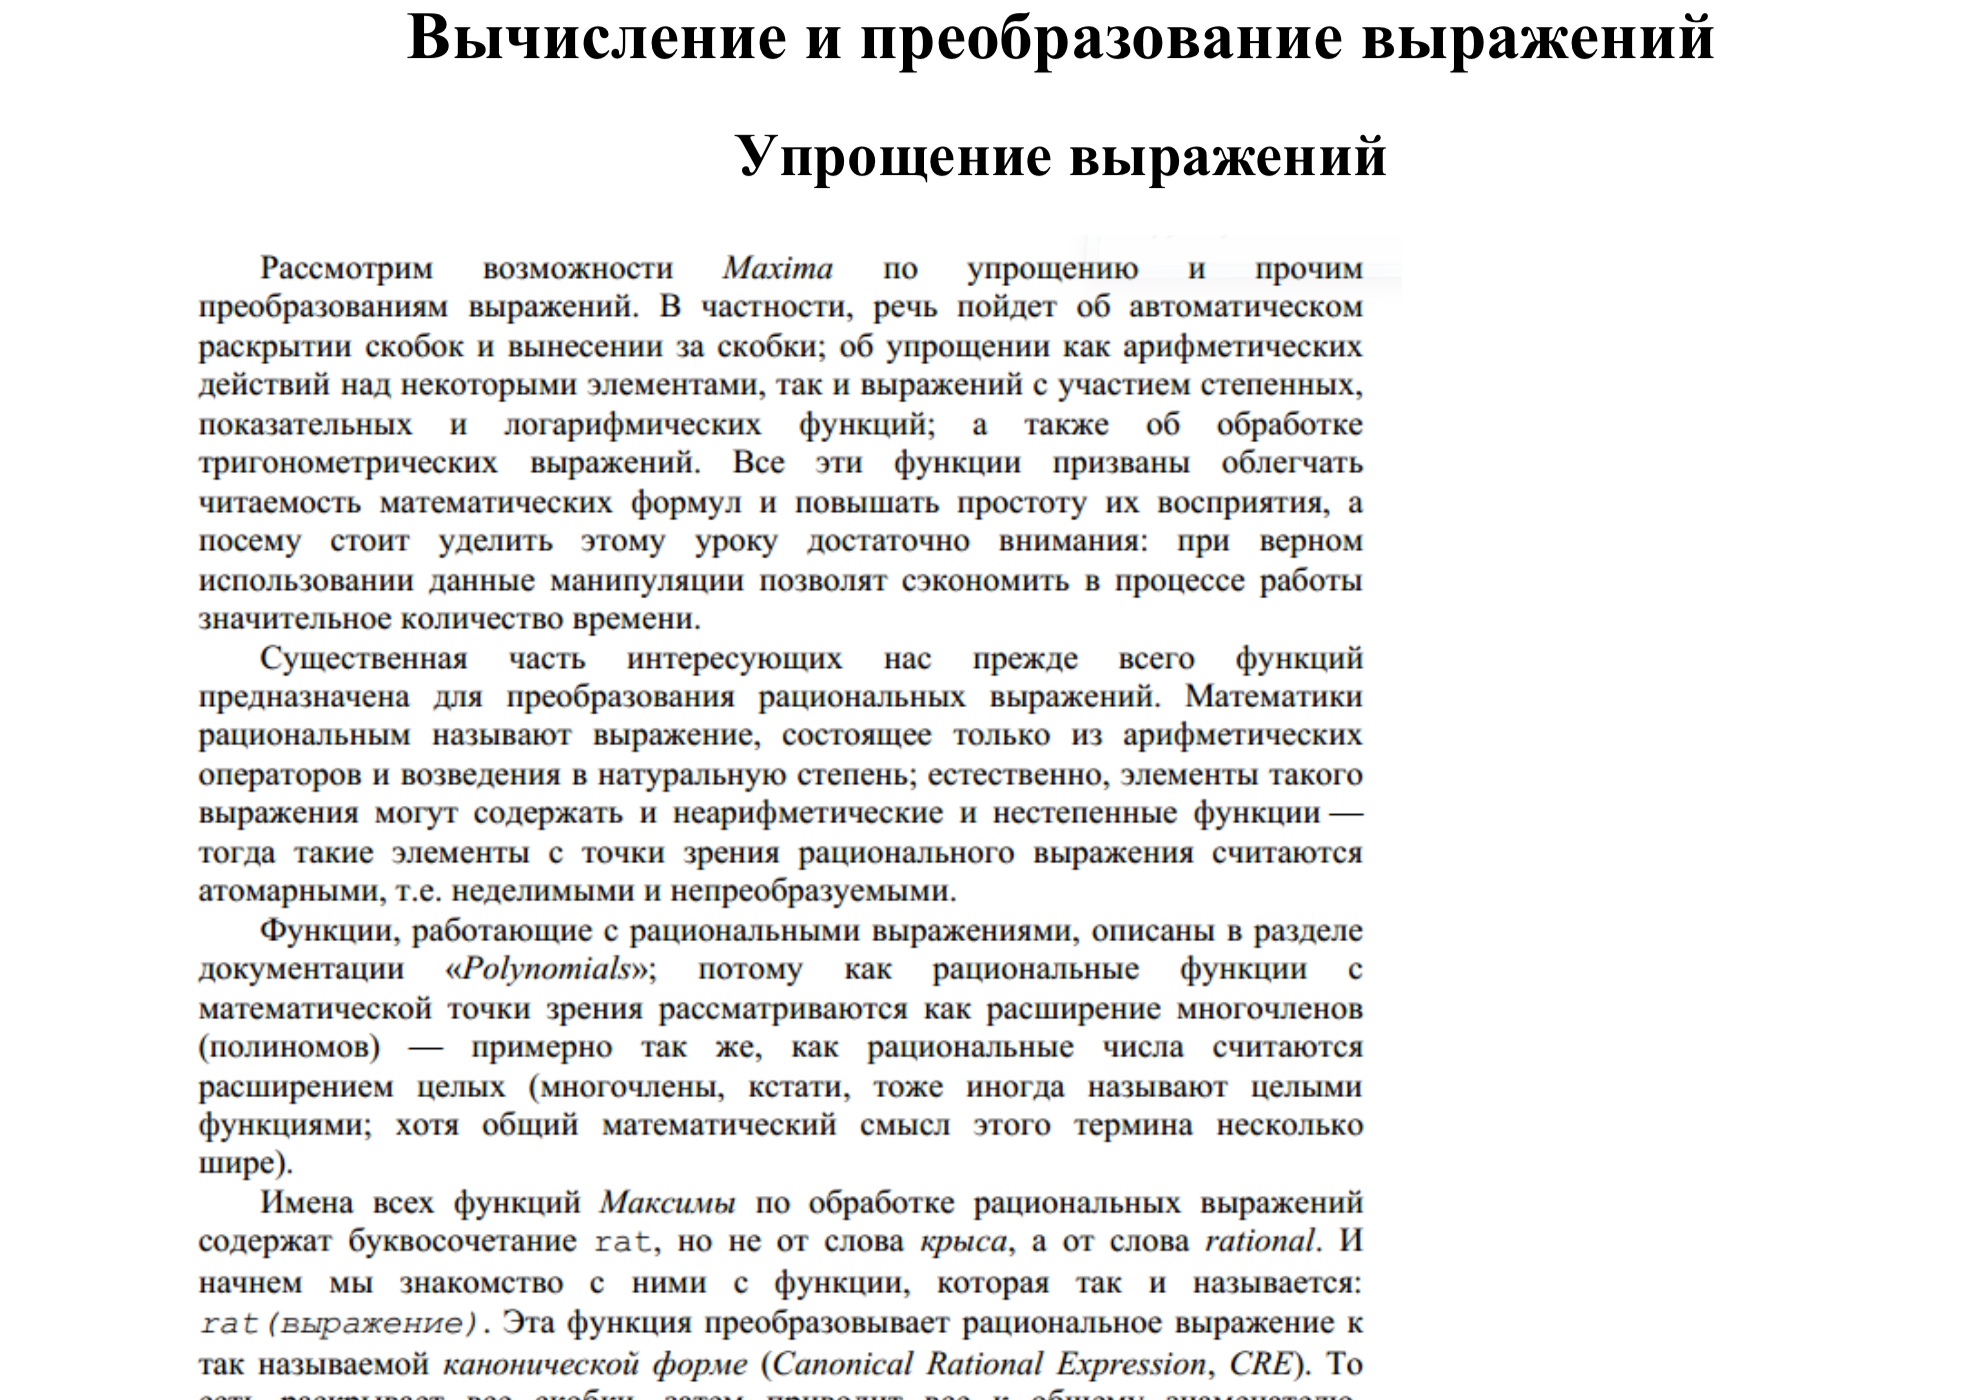 Вычисление и преобразование выражений
Упрощение выражений
Рассмотрим возможности Maxima по упрощению и прочим
преобразованиям выражений. В частности, речь пойдет об автоматическом
раскрытии скобок и вынесении за скобки; об упрощении как арифметических
действий над некоторыми элементами, так и выражений с участием степенных,
показательных и логарифмических функций; а также об обработке
тригонометрических выражений. Все эти функции призваны облегчать
читаемость математических формул и повышать простоту их восприятия, а
посему стоит уделить этому уроку достаточно внимания: при верном
использовании данные манипуляции позволят сэкономить в процессе работы
значительное количество времени.
Существенная часть интересующих нас прежде всего функций
предназначена для преобразования рациональных выражений. Математики
рациональным называют выражение, состоящее только из арифметических
операторов и возведения в натуральную степень; естественно, элементы такого
выражения могут содержать и неарифметические и нестепенные функции —
тогда такие элементы с точки зрения рационального выражения считаются
атомарными, т.е. неделимыми и непреобразуемыми.
Функции, работающие с рациональными выражениями, описаны в разделе
документации «Polynomials»; потому как рациональные функции с
математической точки зрения рассматриваются как расширение многочленов
(полиномов) — примерно так же, как рациональные числа считаются
расширением целых (многочлены, кстати, тоже иногда называют целыми
функциями; хотя общий математический смысл этого термина несколько
шире).
Имена всех функций Максимы по обработке рациональных выражений
содержат буквосочетание rat, но не от слова крыса, а от слова rational. И
начнем мы знакомство с ними с функции, которая так и называется:
rat(выражение). Эта функция преобразовывает рациональное выражение к
так называемой канонической форме (Canonical Rational Expression, CRE). То
есть раскрывает все скобки, затем приводит все к общему знаменателю,